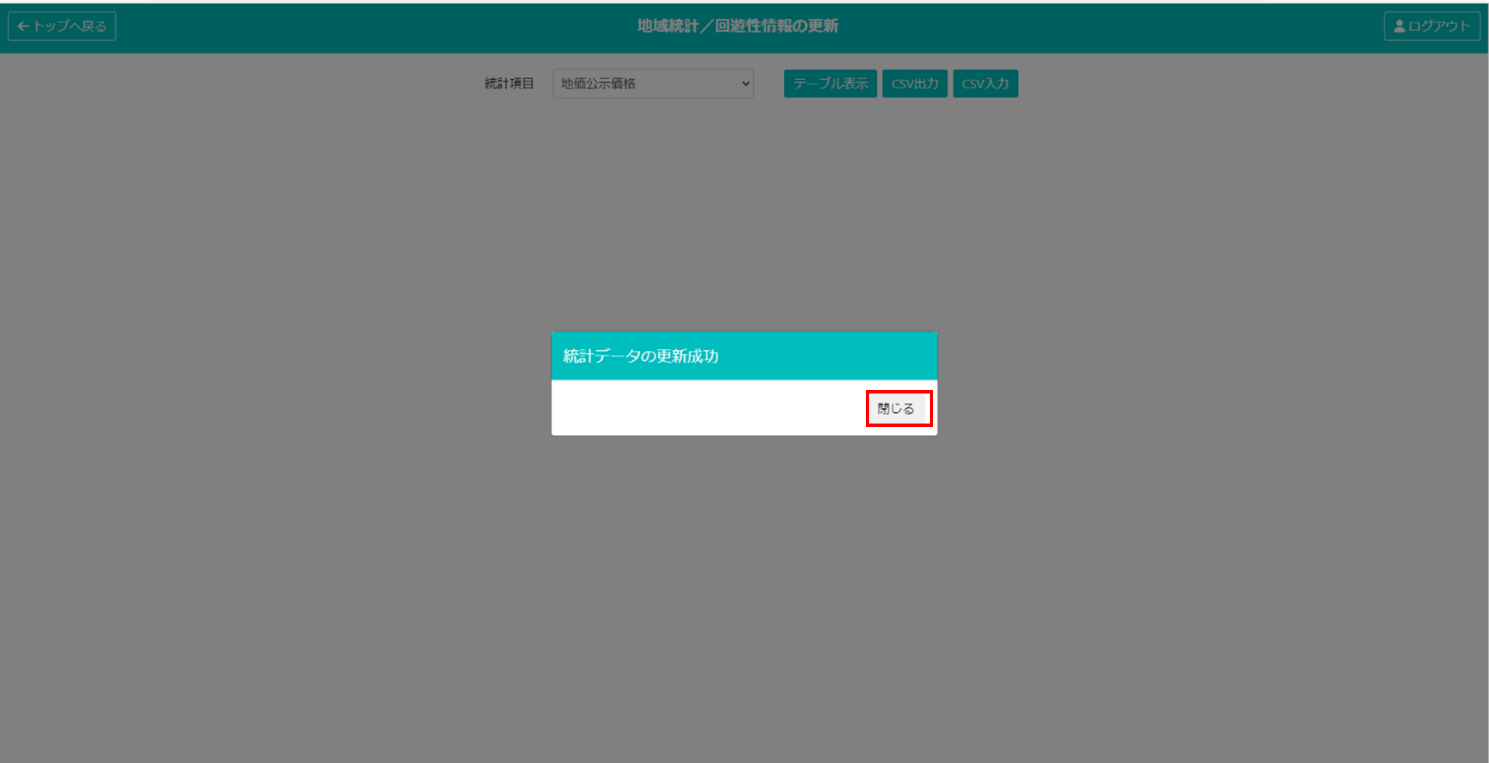 トップへ戻る
地域統計／回遊性情報の更新
ログアウト
統計項目
地価公示価格
テーブル表示
CSV出力
CSV入力
統計データの更新成功
閉じる